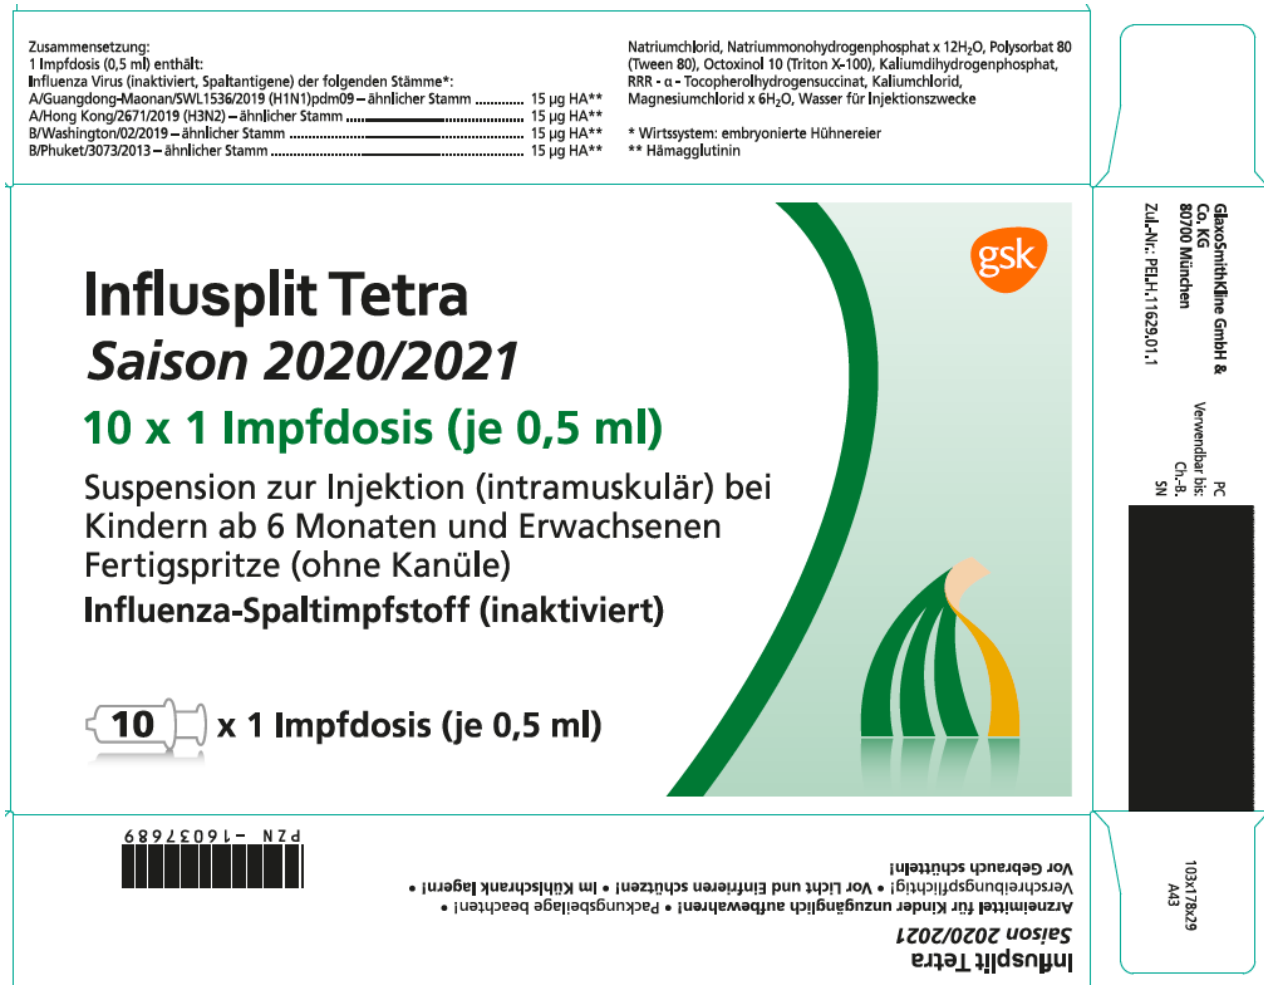 Zusammensetzung:
1 Impfdosis (0,5 ml) enthält:
Influenza Virus (inaktiviert, Spaltantigene) der folgenden Stämme*:
A/Guangdong-Maonan/SWL1536/2019 (H1N1)pdm09 – ähnlicher Stamm ............ 15 µg HA**
A/Hong Kong/2671/2019 (H3N2) – ähnlicher Stamm ............ 15 µg HA**
B/Washington/02/2019 – ähnlicher Stamm ............ 15 µg HA**
B/Phuket/3073/2013 – ähnlicher Stamm ............ 15 µg HA**
Natriumchlorid, Natriummonohydrogenphosphat x 12H₂O, Polysorbat 80
(Tween 80), Octoxinol 10 (Triton X-100), Kaliumdihydrogenphosphat,
RRR - α - Tocopherolhydrogensuccinat, Kaliumchlorid,
Magnesiumchlorid x 6H₂O, Wasser für Injektionszwecke
* Wirtssystem: embryonierte Hühnereier
** Hämagglutinin
gsk
Influsplit Tetra
Saison 2020/2021
10 x 1 Impfdosis (je 0,5 ml)
Suspension zur Injektion (intramuskulär) bei
Kindern ab 6 Monaten und Erwachsenen
Fertigspritze (ohne Kanüle)
Influenza-Spaltimpfstoff (inaktiviert)
10 x 1 Impfdosis (je 0,5 ml)
GlaxoSmithKline GmbH &
Co. KG
80700 München
Zul.-Nr.: PEI.H.11629.01.1
PC
Verwendbar bis:
Ch.-B.
SN
Influsplit Tetra
Saison 2020/2021
Arzneimittel für Kinder unzugänglich aufbewahren! • Packungsbeilage beachten! •
Verschreibungspflichtig! • Vor Licht und Einfrieren schützen! • Im Kühlschrank lagern! •
Vor Gebrauch schütteln!
PZN -16037689
103x178x29
A43